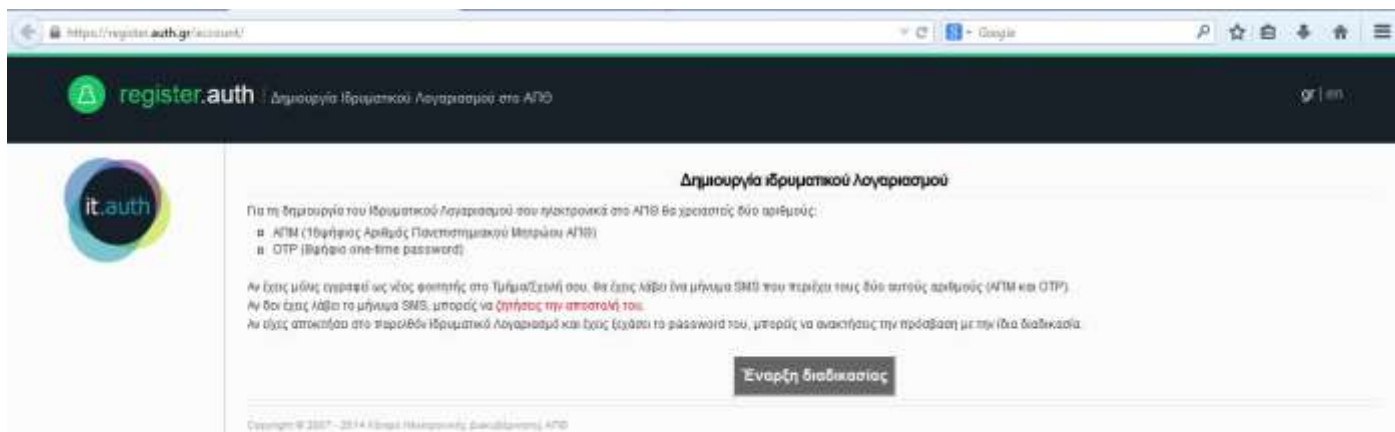 https://register.auth.gr/account/
Google
register.auth
Δημιουργία Ιδρυματικού Λογαριασμού στο ΑΠΘ
gr | en
it.auth
Δημιουργία ιδρυματικού λογαριασμού
Για τη δημιουργία του Ιδρυματικού Λογαριασμού σου ηλεκτρονικά στο ΑΠΘ θα χρειαστείς δύο αριθμούς:
ΑΠΜ (16ψήφιος Αριθμός Πανεπιστημιακού Μητρώου ΑΠΘ)
OTP (8ψήφιο one-time password)
Αν έχεις μόλις εγγραφεί ως νέος φοιτητής στο Τμήμα/Σχολή σου, θα έχεις λάβει ένα μήνυμα SMS που περιέχει τους δύο αυτούς αριθμούς (ΑΠΜ και OTP).
Αν δεν έχεις λάβει το μήνυμα SMS, μπορείς να ζητήσεις την αποστολή του.
Αν είχες αποκτήσει στο παρελθόν Ιδρυματικό Λογαριασμό και έχεις ξεχάσει το password του, μπορείς να ανακτήσεις την πρόσβαση με την ίδια διαδικασία.
Έναρξη διαδικασίας
Copyright © 2007 - 2014 Κέντρο Ηλεκτρονικής Διακυβέρνησης ΑΠΘ